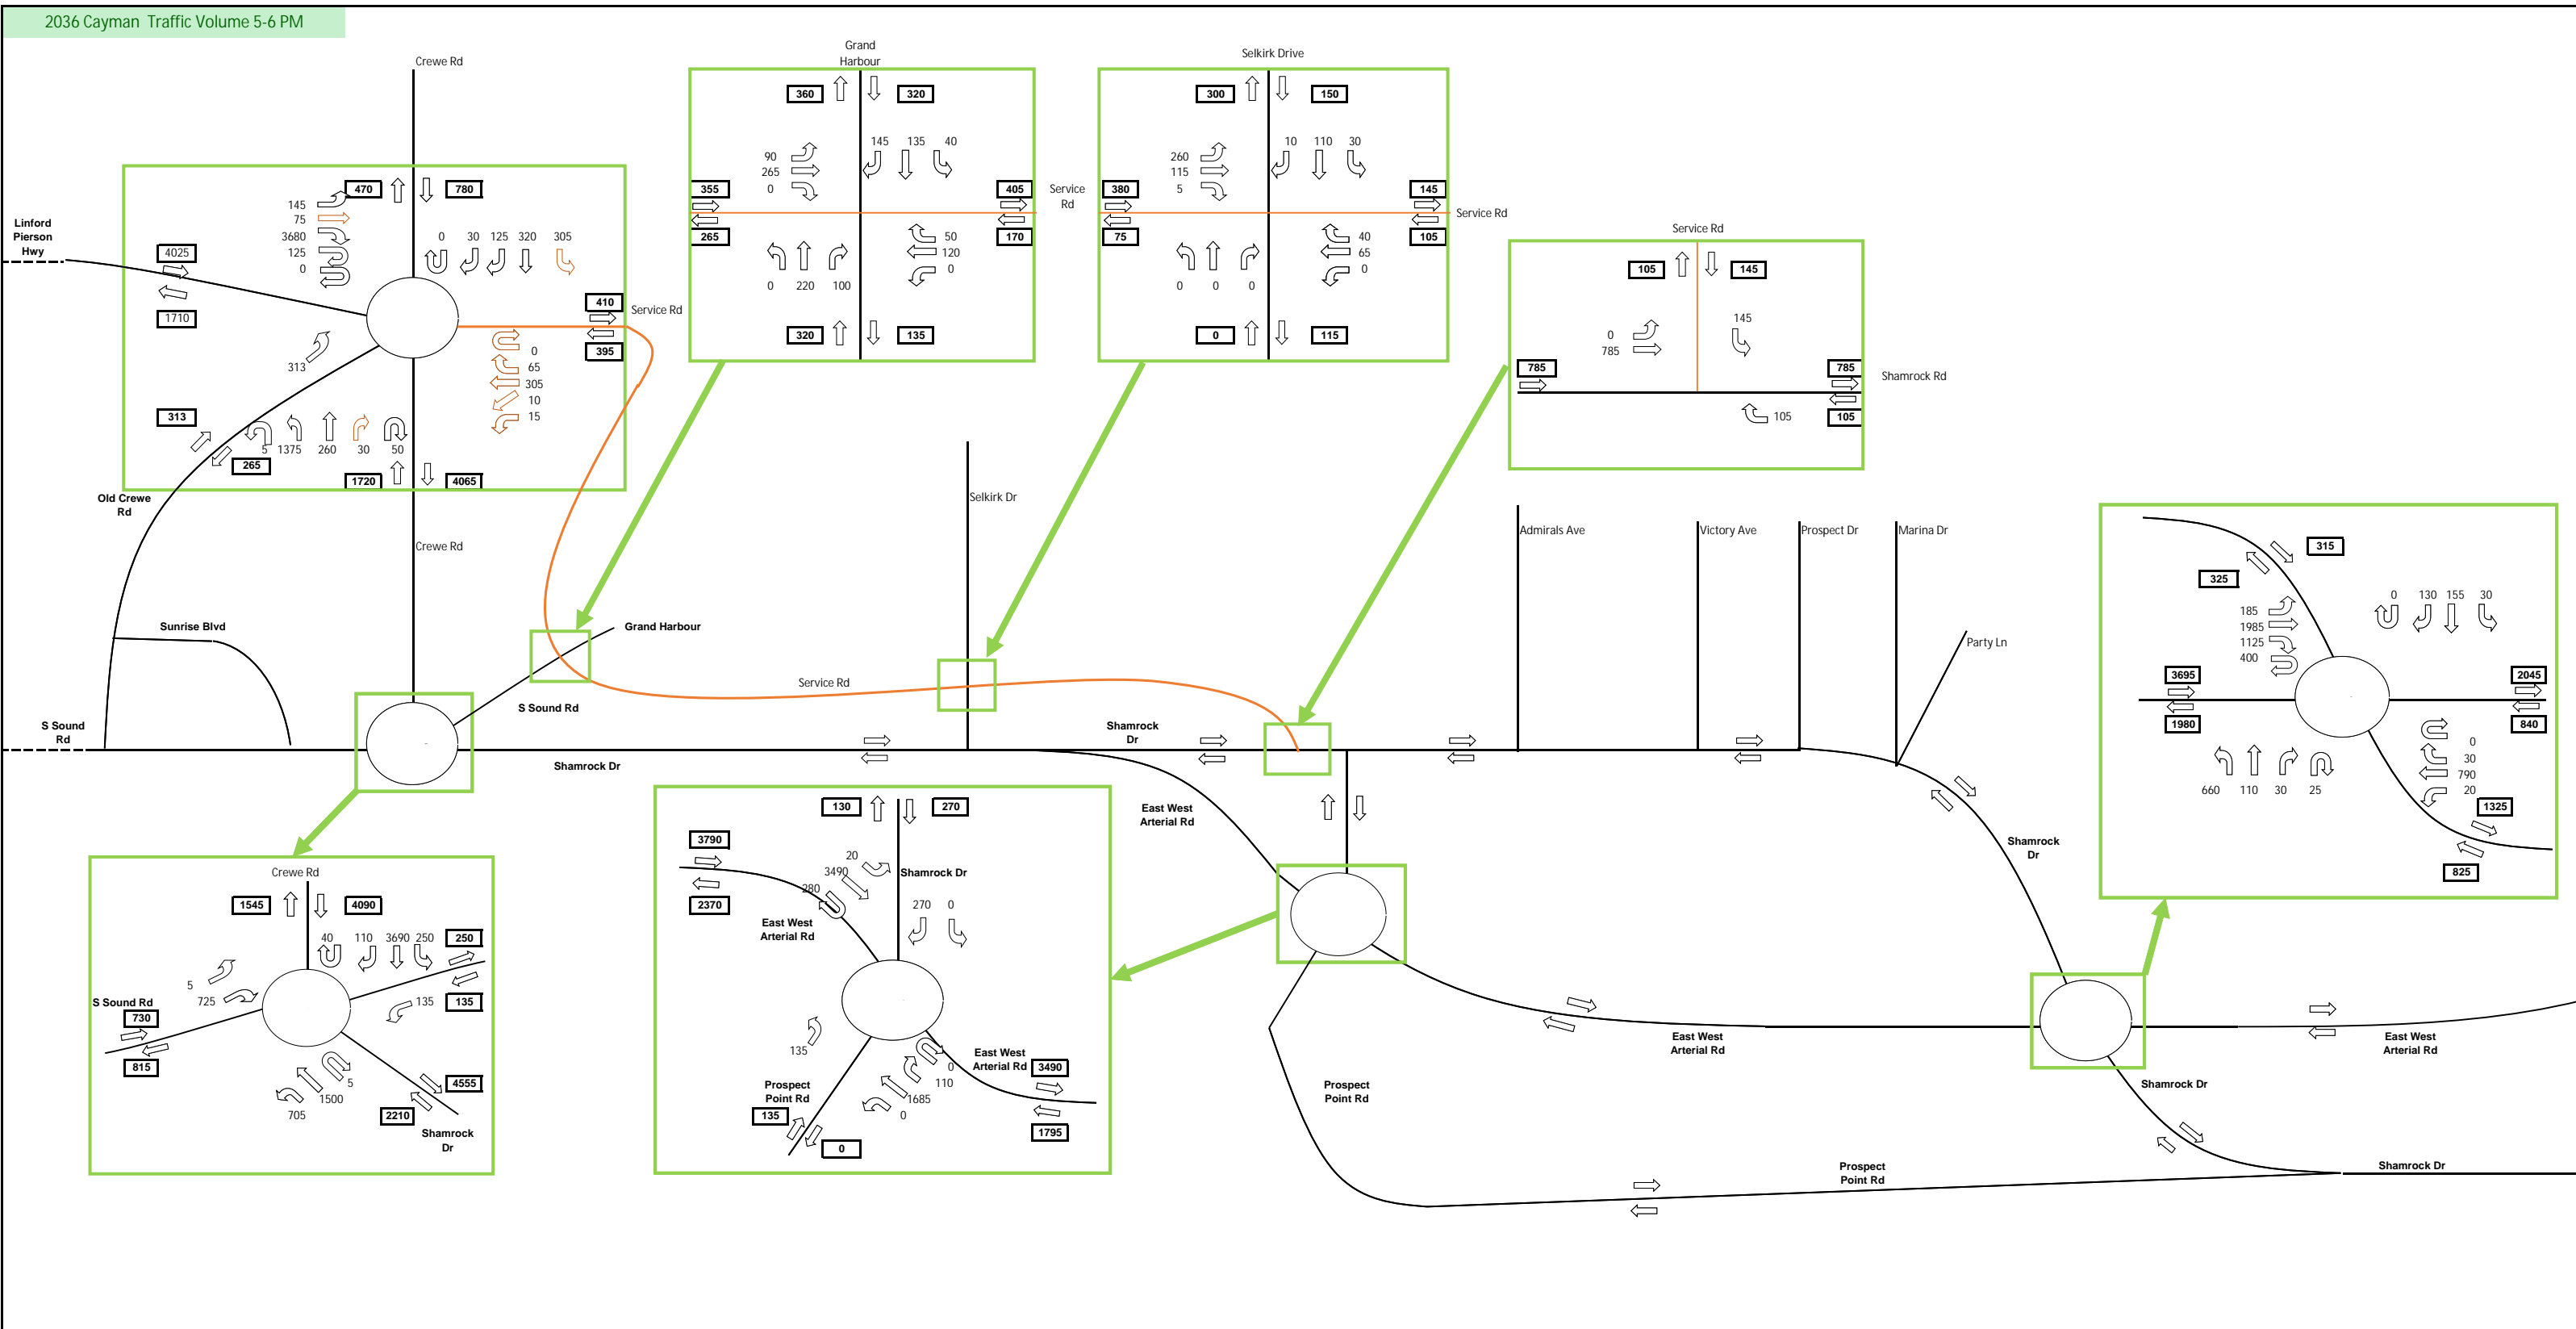 2036 Cayman Traffic Volume 5-6 PM
Crewe Rd
Linford
Pierson
Hwy
470
780
145
75
3680
125
0
0
30
125
320
305
4025
1710
410
Service Rd
395
0
65
305
10
15
313
313
5
1375
260
30
50
265
1720
4065
Old Crewe
Rd
Crewe Rd
Grand
Harbour
360
320
145
135
40
90
265
0
355
405
265
170
50
120
0
0
220
100
320
135
Service
Rd
Selkirk Drive
300
150
10
110
30
260
115
5
380
145
75
105
40
65
0
0
0
0
0
115
Service Rd
Service Rd
105
145
0
785
145
785
785
105
105
Shamrock Rd
Selkirk Dr
Admirals Ave
Victory Ave
Prospect Dr
Marina Dr
Party Ln
315
325
0
130
155
30
185
1985
1125
400
3695
2045
1980
840
0
30
790
20
660
110
30
25
1325
825
Sunrise Blvd
Grand Harbour
Service Rd
S Sound Rd
S Sound
Rd
Shamrock Dr
Shamrock
Dr
East West
Arterial Rd
Shamrock
Dr
Crewe Rd
1545
4090
40
110
3690
250
250
5
725
S Sound Rd
730
815
135
135
5
1500
705
4555
2210
Shamrock
Dr
130
270
3790
2370
20
3490
280
Shamrock Dr
East West
Arterial Rd
270
0
135
Prospect
Point Rd
135
0
East West
Arterial Rd
3490
0
110
1685
0
1795
East West
Arterial Rd
East West
Arterial Rd
Shamrock Dr
Prospect
Point Rd
Prospect
Point Rd
Shamrock Dr